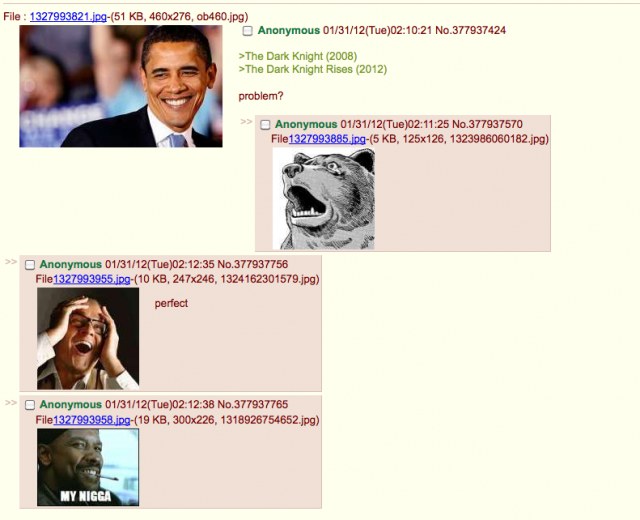 File : 1327993821.jpg-(51 KB, 460x276, ob460.jpg)
Anonymous 01/31/12(Tue)02:10:21 No.377937424
>The Dark Knight (2008)
>The Dark Knight Rises (2012)
problem?
>> Anonymous 01/31/12(Tue)02:11:25 No.377937570
File1327993885.jpg-(5 KB, 125x126, 1323986060182.jpg)
>> Anonymous 01/31/12(Tue)02:12:35 No.377937756
File1327993955.jpg-(10 KB, 247x246, 1324162301579.jpg)
perfect
>> Anonymous 01/31/12(Tue)02:12:38 No.377937765
File1327993958.jpg-(19 KB, 300x226, 1318926754652.jpg)
MY NIGGA